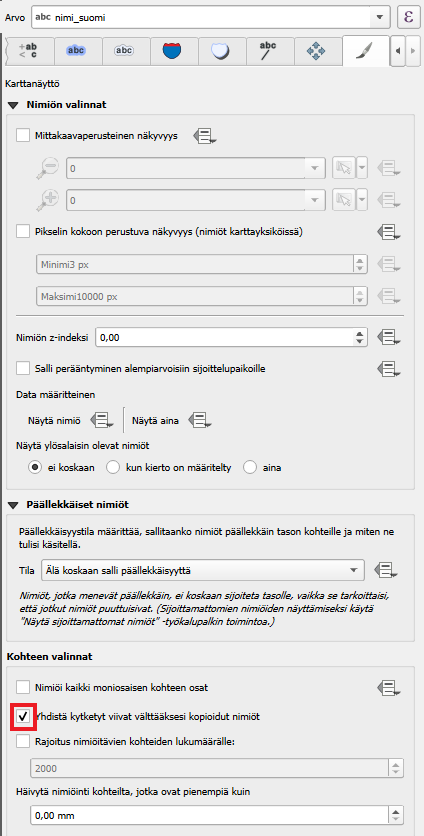 Arvo abc nimi_suomi ε
+ab < c abc abc abc
Karttanäyttö
Nimiön valinnat
Mittakaavaperusteinen näkyvyys
0
0
Pikselin kokoon perustuva näkyvyys (nimiöt karttayksiköissä)
Minimi3 px
Maksimi10000 px
Nimiön z-indeksi 0,00
Salli perääntyminen alempiarvoisiin sijoittelupaikoille
Data määritteinen
Näytä nimiö Näytä aina
Näytä ylösalaisin olevat nimiöt
ei koskaan kun kierto on määritelty aina
Päällekkäiset nimiöt
Päällekkäisyystila määrittää, sallitaanko nimiöt päällekkäin tason kohteille ja miten ne
tulisi käsitellä.
Tila Älä koskaan salli päällekkäisyyttä
Nimiöt, jotka menevät päällekkäin, ei koskaan sijoiteta tasolle, vaikka se tarkoittaisi,
että jotkut nimiöt puuttuisivat. (Sijoittamattomien nimiöiden näyttämiseksi käytä
"Näytä sijoittamattomat nimiöt" -työkalupalkin toimintoa.)
Kohteen valinnat
Nimiöi kaikki moniosaisen kohteen osat
Yhdistä kytketyt viivat välttääksesi kopioidut nimiöt
Rajoitus nimiöitävien kohteiden lukumäärälle:
2000
Häivytä nimiöinti kohteilta, jotka ovat pienempiä kuin
0,00 mm